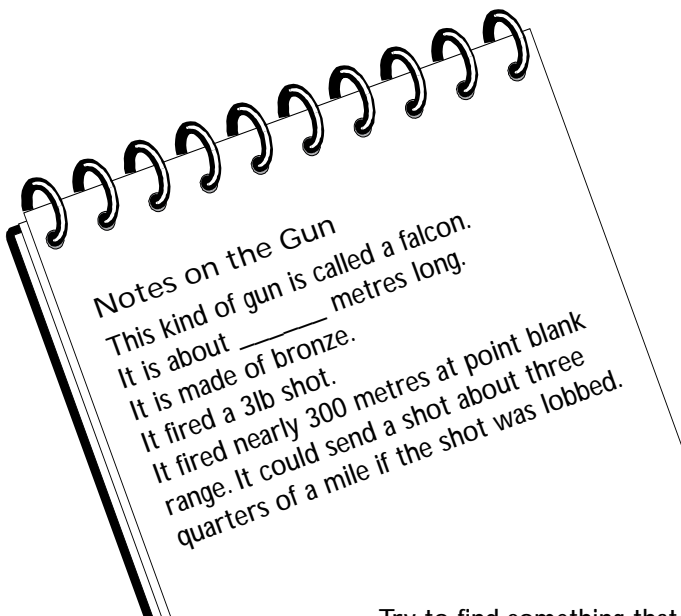 Notes on the Gun
This kind of gun is called a falcon.
It is about ______ metres long.
It is made of bronze.
It fired a 3lb shot.
It fired nearly 300 metres at point blank
range. It could send a shot about three
quarters of a mile if the shot was lobbed.
Try to find something that